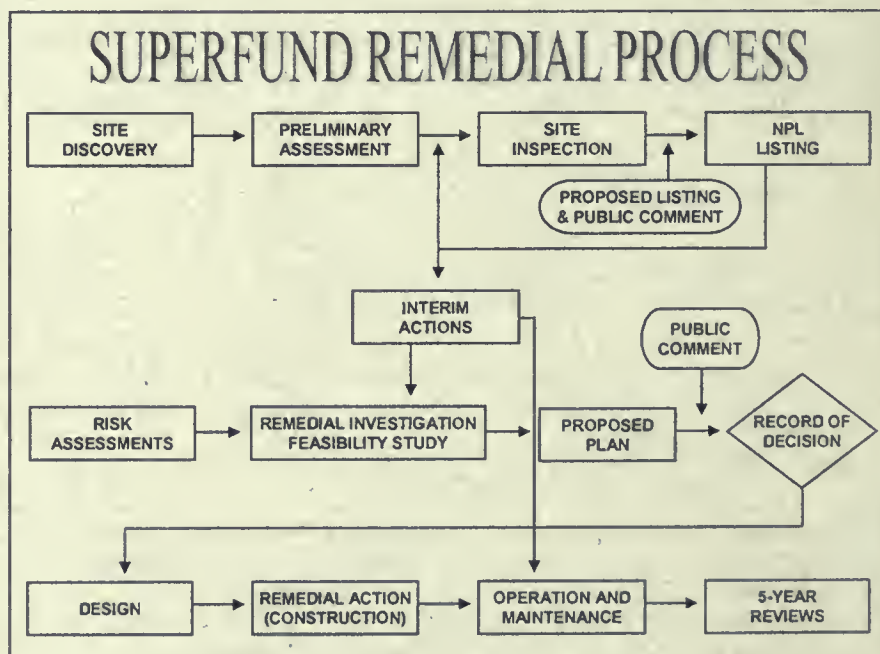 SUPERFUND REMEDIAL PROCESS
SITE
DISCOVERY
PRELIMINARY
ASSESSMENT
SITE
INSPECTION
NPL
LISTING
PROPOSED LISTING
& PUBLIC COMMENT
INTERIM
ACTIONS
PUBLIC
COMMENT
RISK
ASSESSMENTS
REMEDIAL INVESTIGATION
FEASIBILITY STUDY
PROPOSED
PLAN
RECORD OF
DECISION
DESIGN
REMEDIAL ACTION
(CONSTRUCTION)
OPERATION AND
MAINTENANCE
5-YEAR
REVIEWS